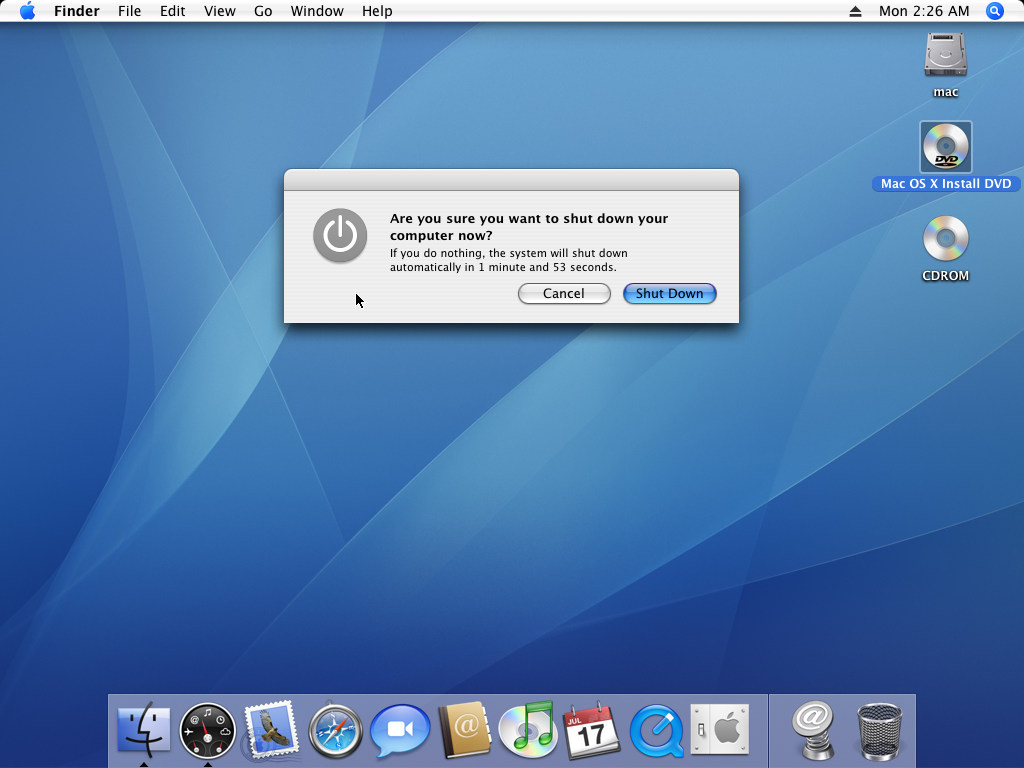 Finder File Edit View Go Window Help Mon 2:26 AM
mac
Mac OS X Install DVD
CDROM
Are you sure you want to shut down your
computer now?
If you do nothing, the system will shut down
automatically in 1 minute and 53 seconds.
Cancel Shut Down
DVD
@
@
JUL
17
@